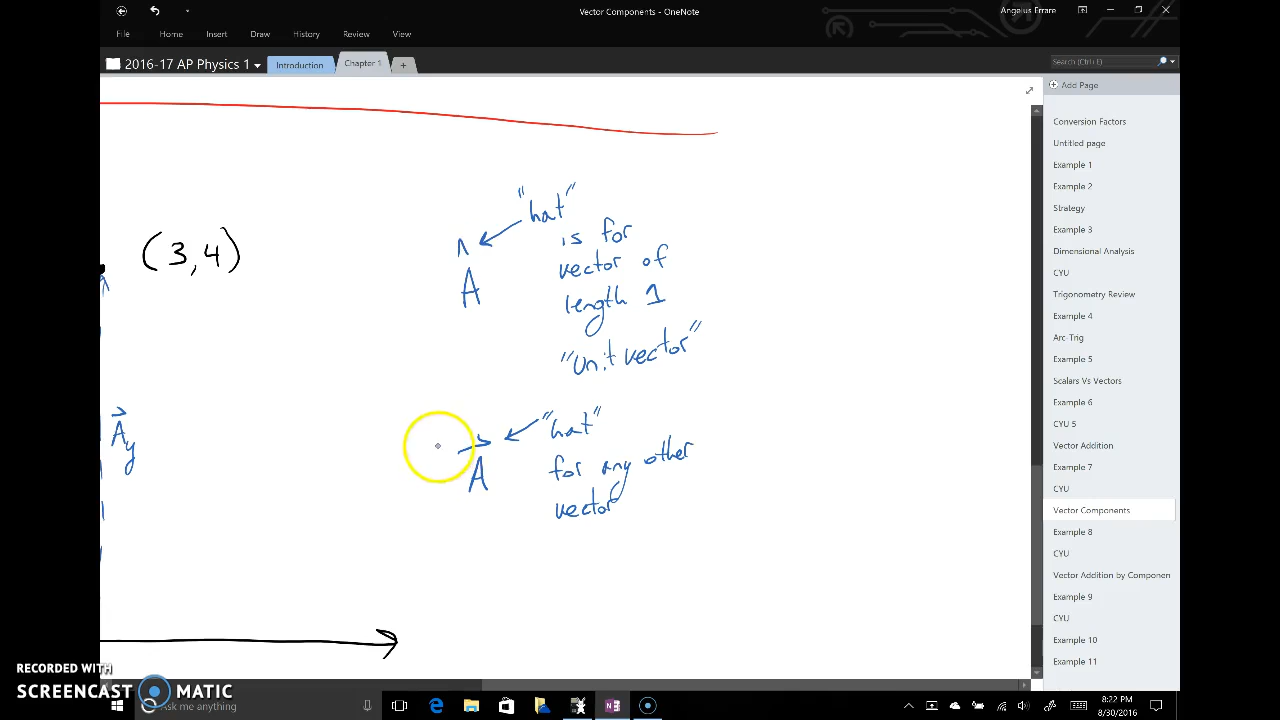 Vector Components - OneNote
Angelus Errare
File Home Insert Draw History Review View
2016-17 AP Physics 1
Introduction
Chapter 1
+
Search (Ctrl+E)
Add Page
Conversion Factors
Untitled page
Example 1
Example 2
Strategy
Example 3
Dimensional Analysis
CYU
Trigonometry Review
Example 4
Arc-Trig
Example 5
Scalars Vs Vectors
Example 6
CYU 5
Vector Addition
Example 7
CYU
Vector Components
Example 8
CYU
Vector Addition by Componen
Example 9
CYU
Example 10
Example 11
(3,4)
"hat"
is for
vector of
length 1
"Unit vector"
Â
A⃗y
"hat"
for any other
vector
A⃗
RECORDED WITH
SCREENCAST MATIC
Ask me anything
8:22 PM
8/30/2016